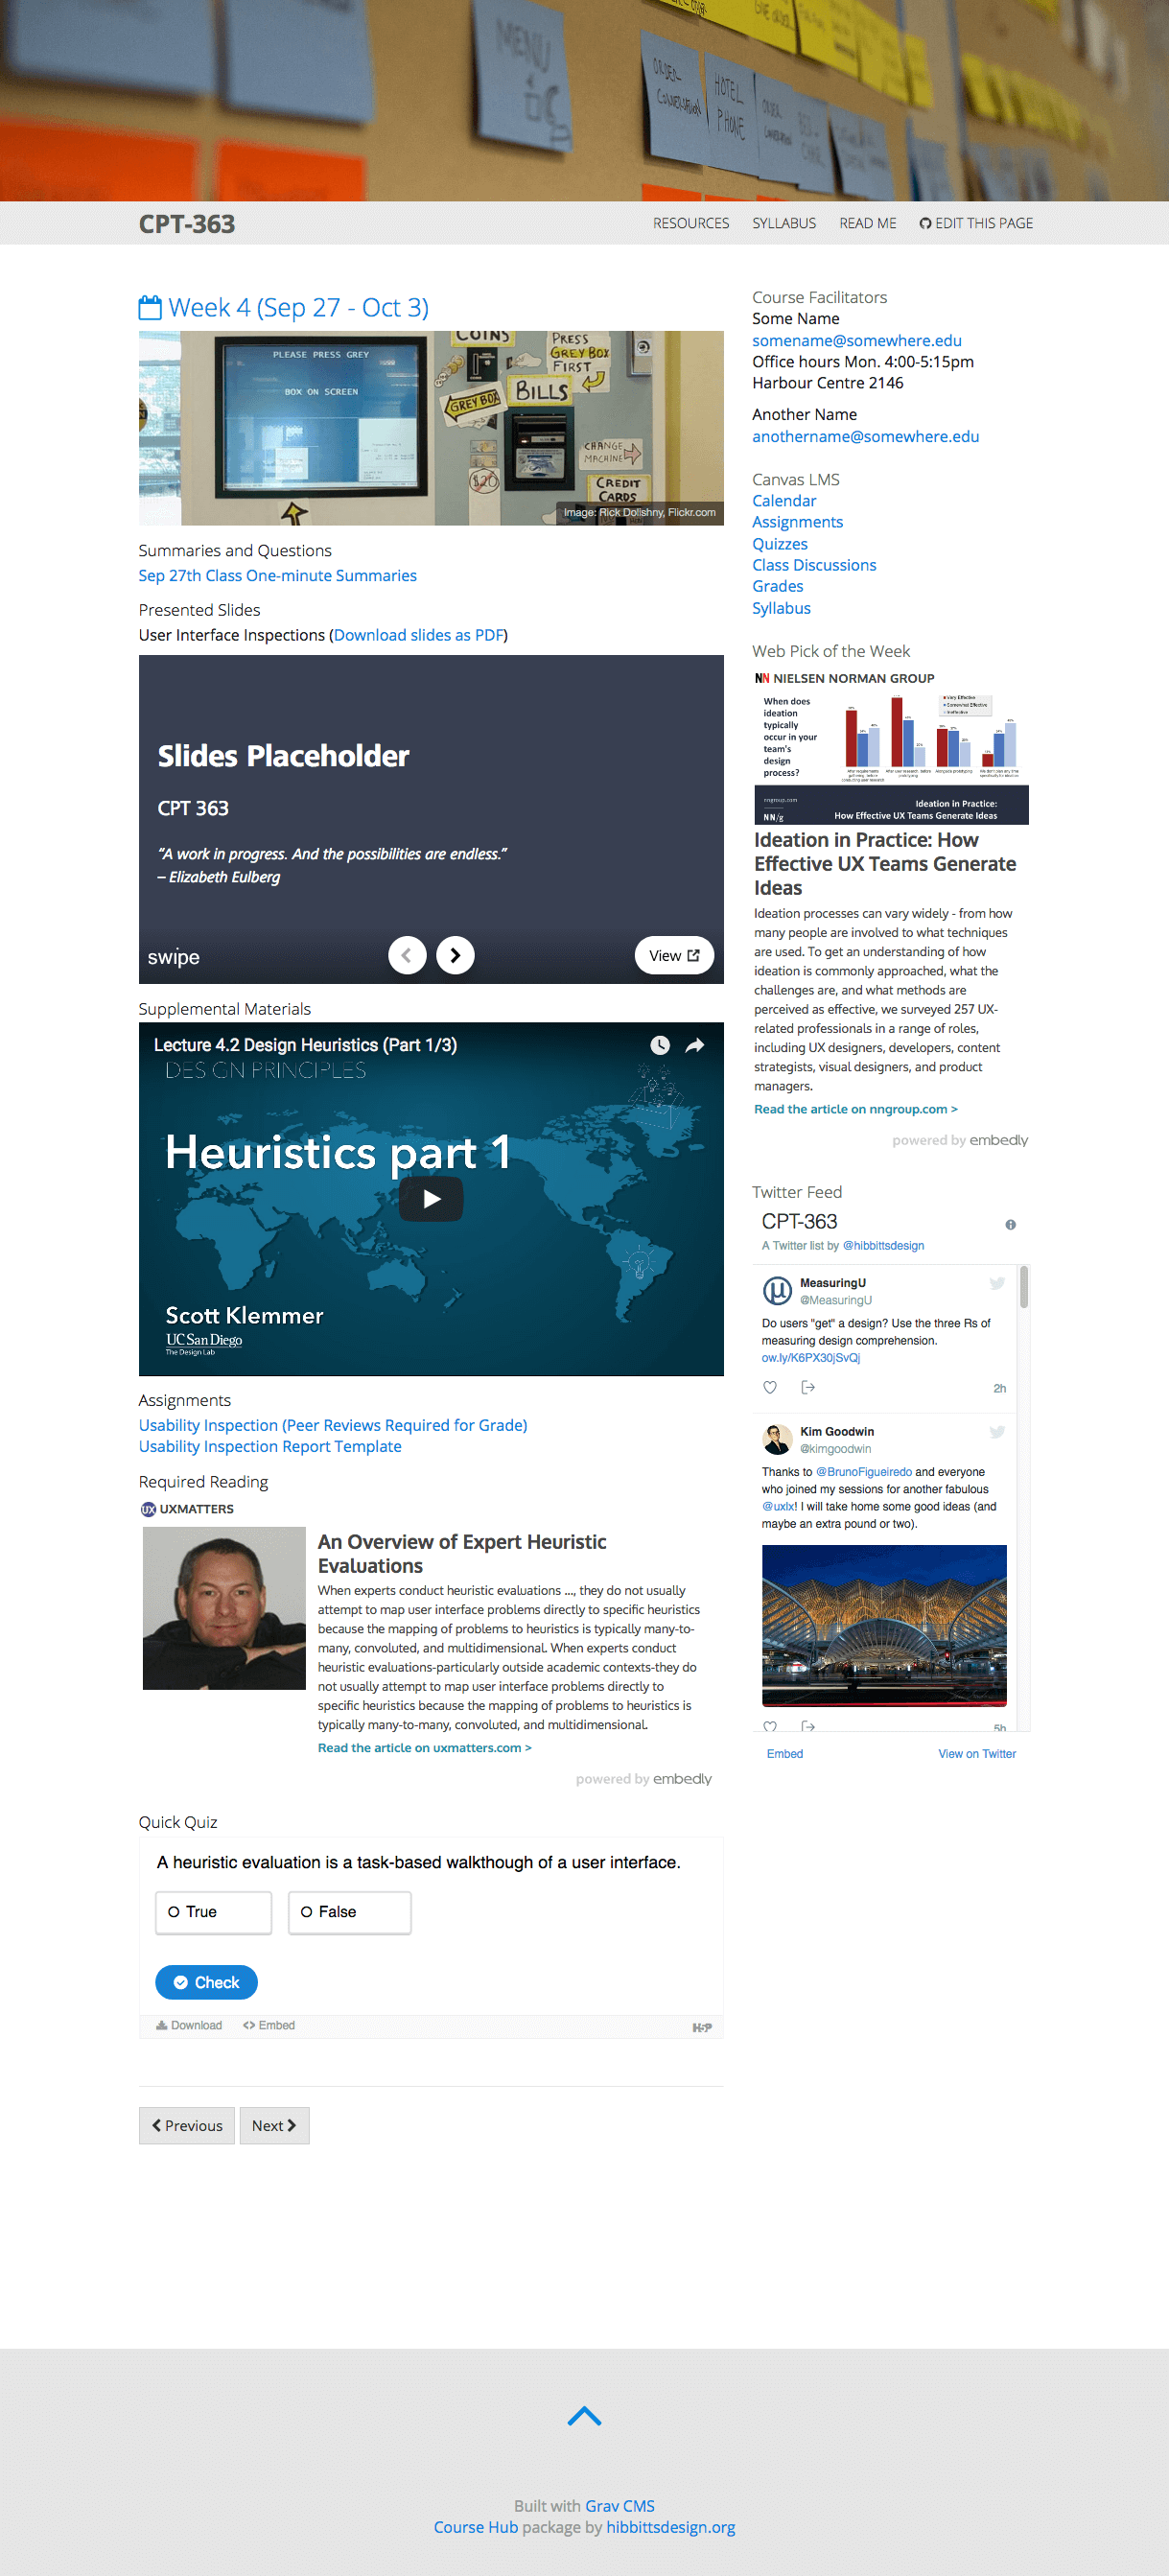 MENU
ORDER
CONVERSATION
HOTEL
PHONE
ORDER
CPT-363
RESOURCES SYLLABUS READ ME EDIT THIS PAGE
Week 4 (Sep 27 - Oct 3)
PLEASE PRESS GREY
BOX ON SCREEN
COINS
PRESS
GREY BOX
FIRST
GREY BOX
BILLS
CHANGE
MACHINE
$20
CREDIT
CARDS
Image: Rick Dolishny, Flickr.com
Summaries and Questions
Sep 27th Class One-minute Summaries
Presented Slides
User Interface Inspections (Download slides as PDF)
Slides Placeholder
CPT 363
“A work in progress. And the possibilities are endless.”
– Elizabeth Eulberg
swipe
View
Supplemental Materials
Lecture 4.2 Design Heuristics (Part 1/3)
DESIGN PRINCIPLES
Heuristics part 1
Scott Klemmer
UC San Diego
The Design Lab
Assignments
Usability Inspection (Peer Reviews Required for Grade)
Usability Inspection Report Template
Required Reading
UX UXMATTERS
An Overview of Expert Heuristic
Evaluations
When experts conduct heuristic evaluations ..., they do not usually
attempt to map user interface problems directly to specific heuristics
because the mapping of problems to heuristics is typically many-to-
many, convoluted, and multidimensional. When experts conduct
heuristic evaluations-particularly outside academic contexts-they do
not usually attempt to map user interface problems directly to
specific heuristics because the mapping of problems to heuristics is
typically many-to-many, convoluted, and multidimensional.
Read the article on uxmatters.com >
powered by embedly
Quick Quiz
A heuristic evaluation is a task-based walkthough of a user interface.
True False
Check
Download Embed
H5P
Previous Next
Course Facilitators
Some Name
somename@somewhere.edu
Office hours Mon. 4:00-5:15pm
Harbour Centre 2146
Another Name
anothername@somewhere.edu
Canvas LMS
Calendar
Assignments
Quizzes
Class Discussions
Grades
Syllabus
Web Pick of the Week
NN NIELSEN NORMAN GROUP
When does
ideation
typically
occur in your
team's
design
process?
Very Effective
Somewhat Effective
Ineffective
nngroup.com
NN/g
Ideation in Practice:
How Effective UX Teams Generate Ideas
Ideation in Practice: How
Effective UX Teams Generate
Ideas
Ideation processes can vary widely - from how
many people are involved to what techniques
are used. To get an understanding of how
ideation is commonly approached, what the
challenges are, and what methods are
perceived as effective, we surveyed 257 UX-
related professionals in a range of roles,
including UX designers, developers, content
strategists, visual designers, and product
managers.
Read the article on nngroup.com >
powered by embedly
Twitter Feed
CPT-363
A Twitter list by @hibbittsdesign
MeasuringU
@MeasuringU
Do users "get" a design? Use the three Rs of
measuring design comprehension.
ow.ly/K6PX30jSvQj
2h
Kim Goodwin
@kimgoodwin
Thanks to @BrunoFigueiredo and everyone
who joined my sessions for another fabulous
@uxlx! I will take home some good ideas (and
maybe an extra pound or two).
5h
Embed View on Twitter
Built with Grav CMS
Course Hub package by hibbittsdesign.org